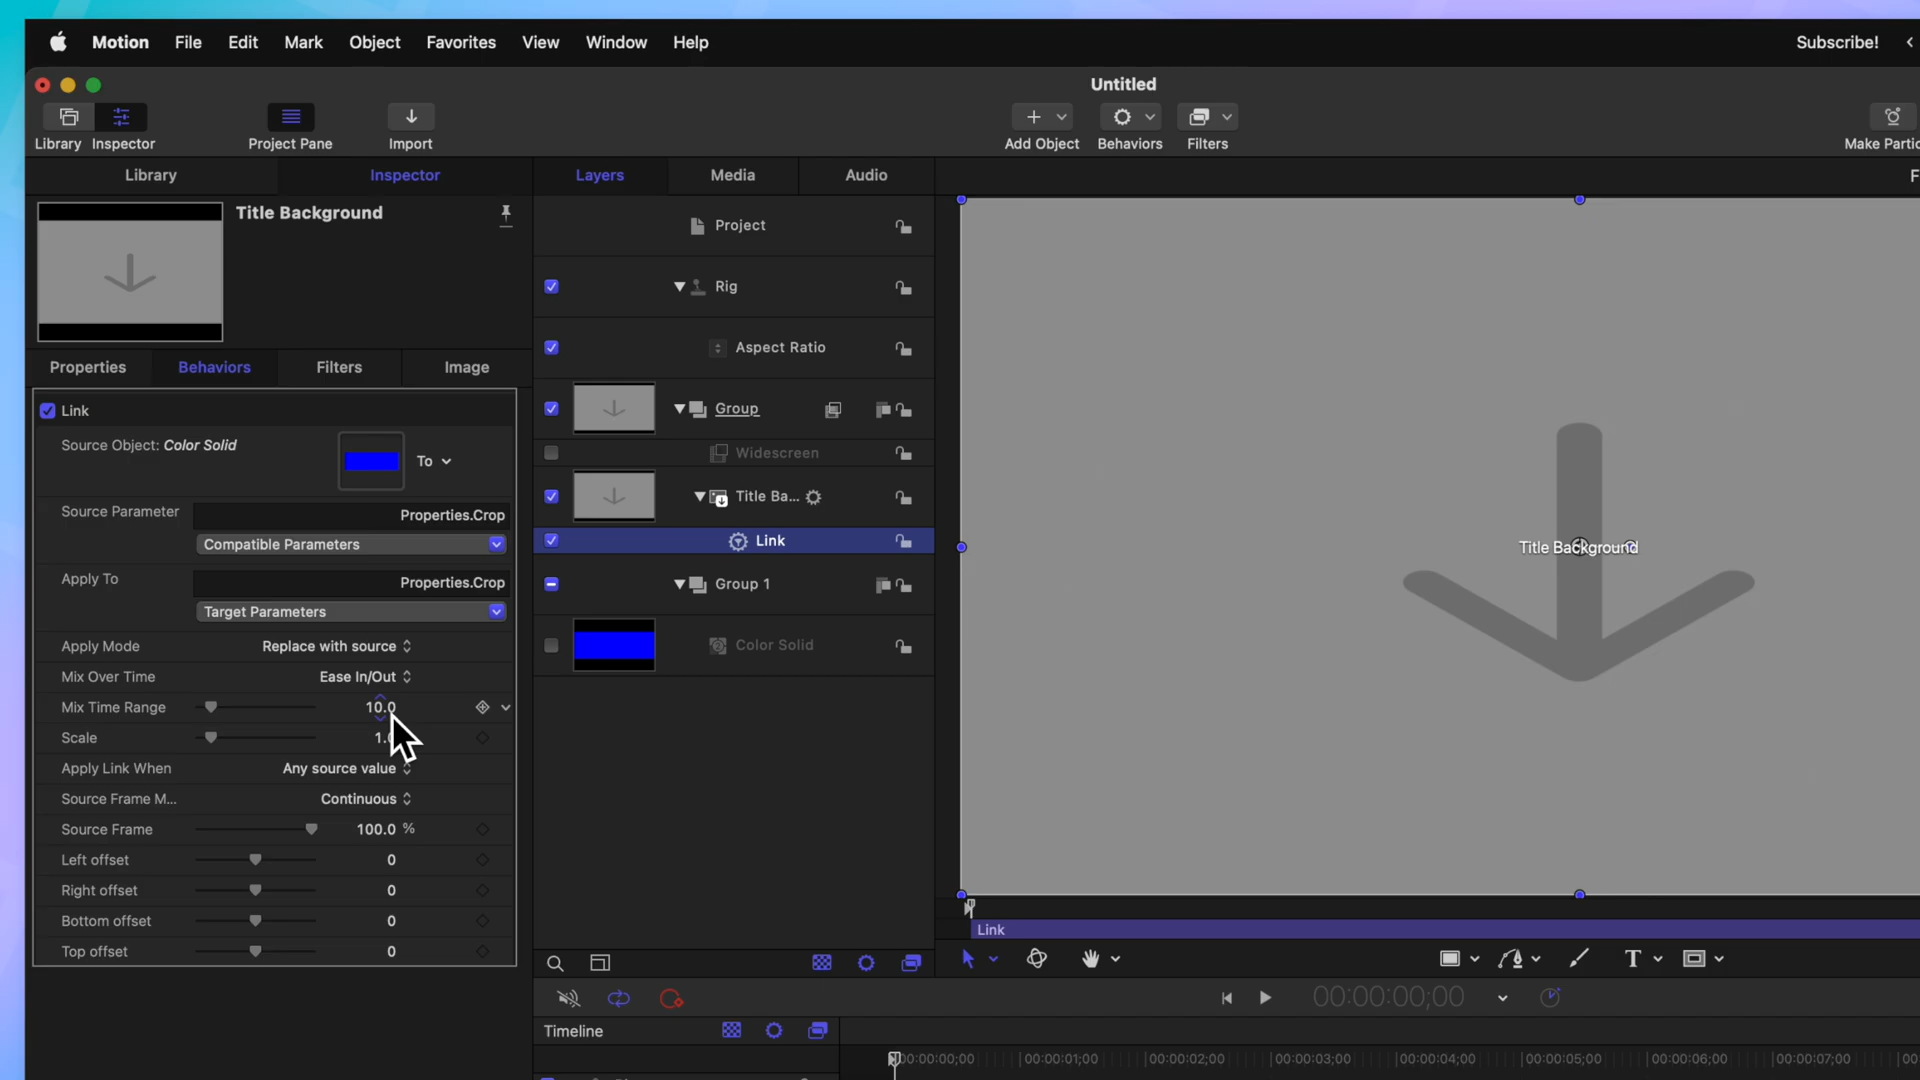 Motion File Edit Mark Object Favorites View Window Help Subscribe!
Untitled
Library Inspector Project Pane Import Add Object Behaviors Filters Make Partic
Library Inspector Layers Media Audio F
Title Background
Project
Rig
Aspect Ratio
Properties Behaviors Filters Image
Group
Widescreen
Title Ba...
Link
Group 1
Color Solid
Link
Source Object: Color Solid
To
Source Parameter Properties.Crop
Compatible Parameters
Apply To Properties.Crop
Target Parameters
Apply Mode Replace with source
Mix Over Time Ease In/Out
Mix Time Range 10.0
Scale 1.
Apply Link When Any source value
Source Frame M... Continuous
Source Frame 100.0 %
Left offset 0
Right offset 0
Bottom offset 0
Top offset 0
Title Background
Link
T
00:00:00;00
Timeline
00:00:00;00 00:00:01;00 00:00:02;00 00:00:03;00 00:00:04;00 00:00:05;00 00:00:06;00 00:00:07;00 00